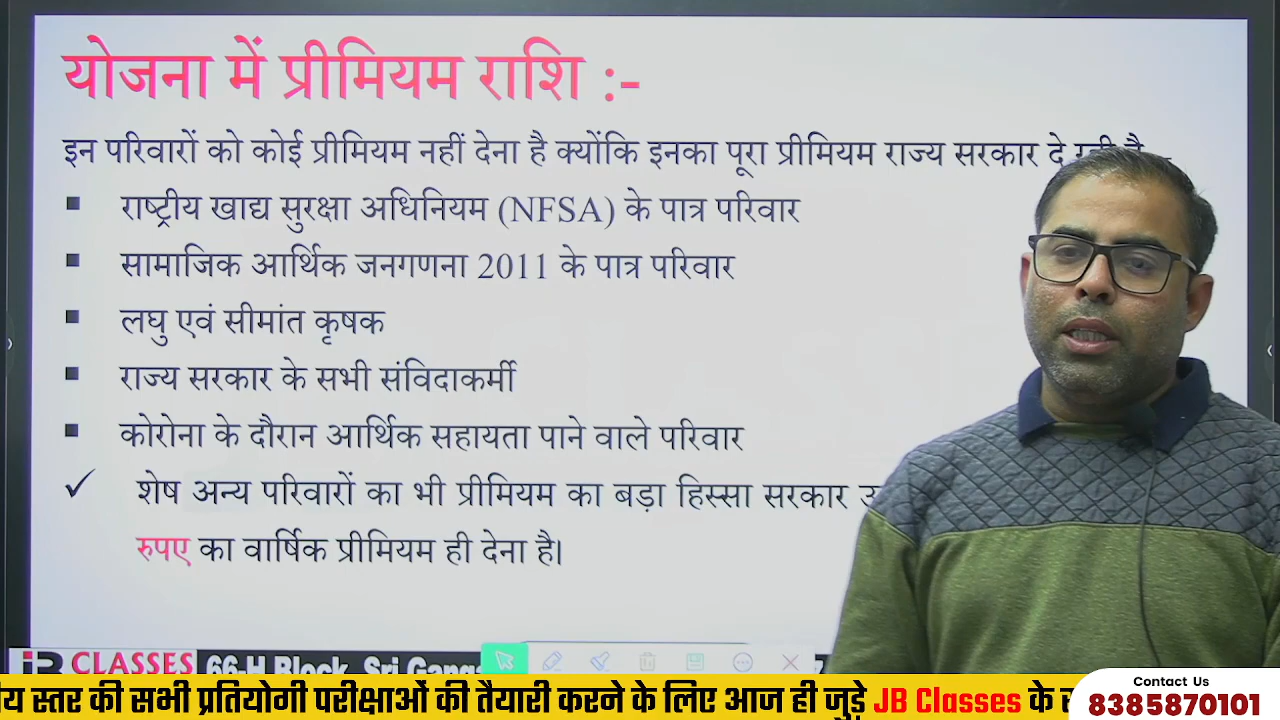 योजना में प्रीमियम राशि :-
इन परिवारों को कोई प्रीमियम नहीं देना है क्योंकि इनका पूरा प्रीमियम राज्य सरकार दे रही है
▪ राष्ट्रीय खाद्य सुरक्षा अधिनियम (NFSA) के पात्र परिवार
▪ सामाजिक आर्थिक जनगणना 2011 के पात्र परिवार
▪ लघु एवं सीमांत कृषक
▪ राज्य सरकार के सभी संविदाकर्मी
▪ कोरोना के दौरान आर्थिक सहायता पाने वाले परिवार
✓ शेष अन्य परिवारों का भी प्रीमियम का बड़ा हिस्सा सरकार
रुपए का वार्षिक प्रीमियम ही देना है।
JB CLASSES 66-H Block, Sri
स्तर की सभी प्रतियोगी परीक्षाओं की तैयारी करने के लिए आज ही जुड़े JB Classes के
Contact Us
8385870101